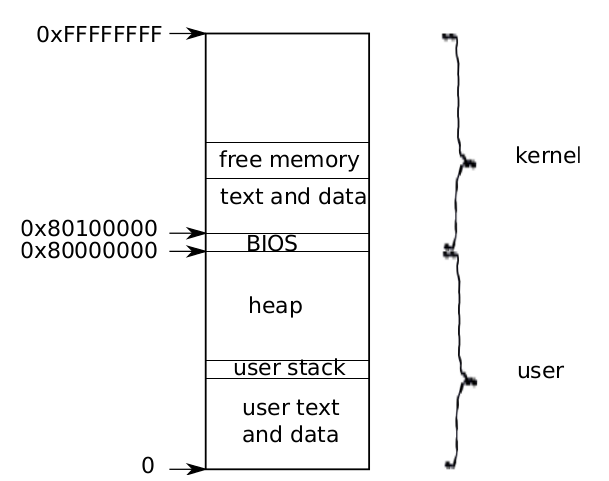 0xFFFFFFFF
kernel
free memory
text and data
0x80100000
BIOS
0x80000000
heap
user stack
user
user text
and data
0